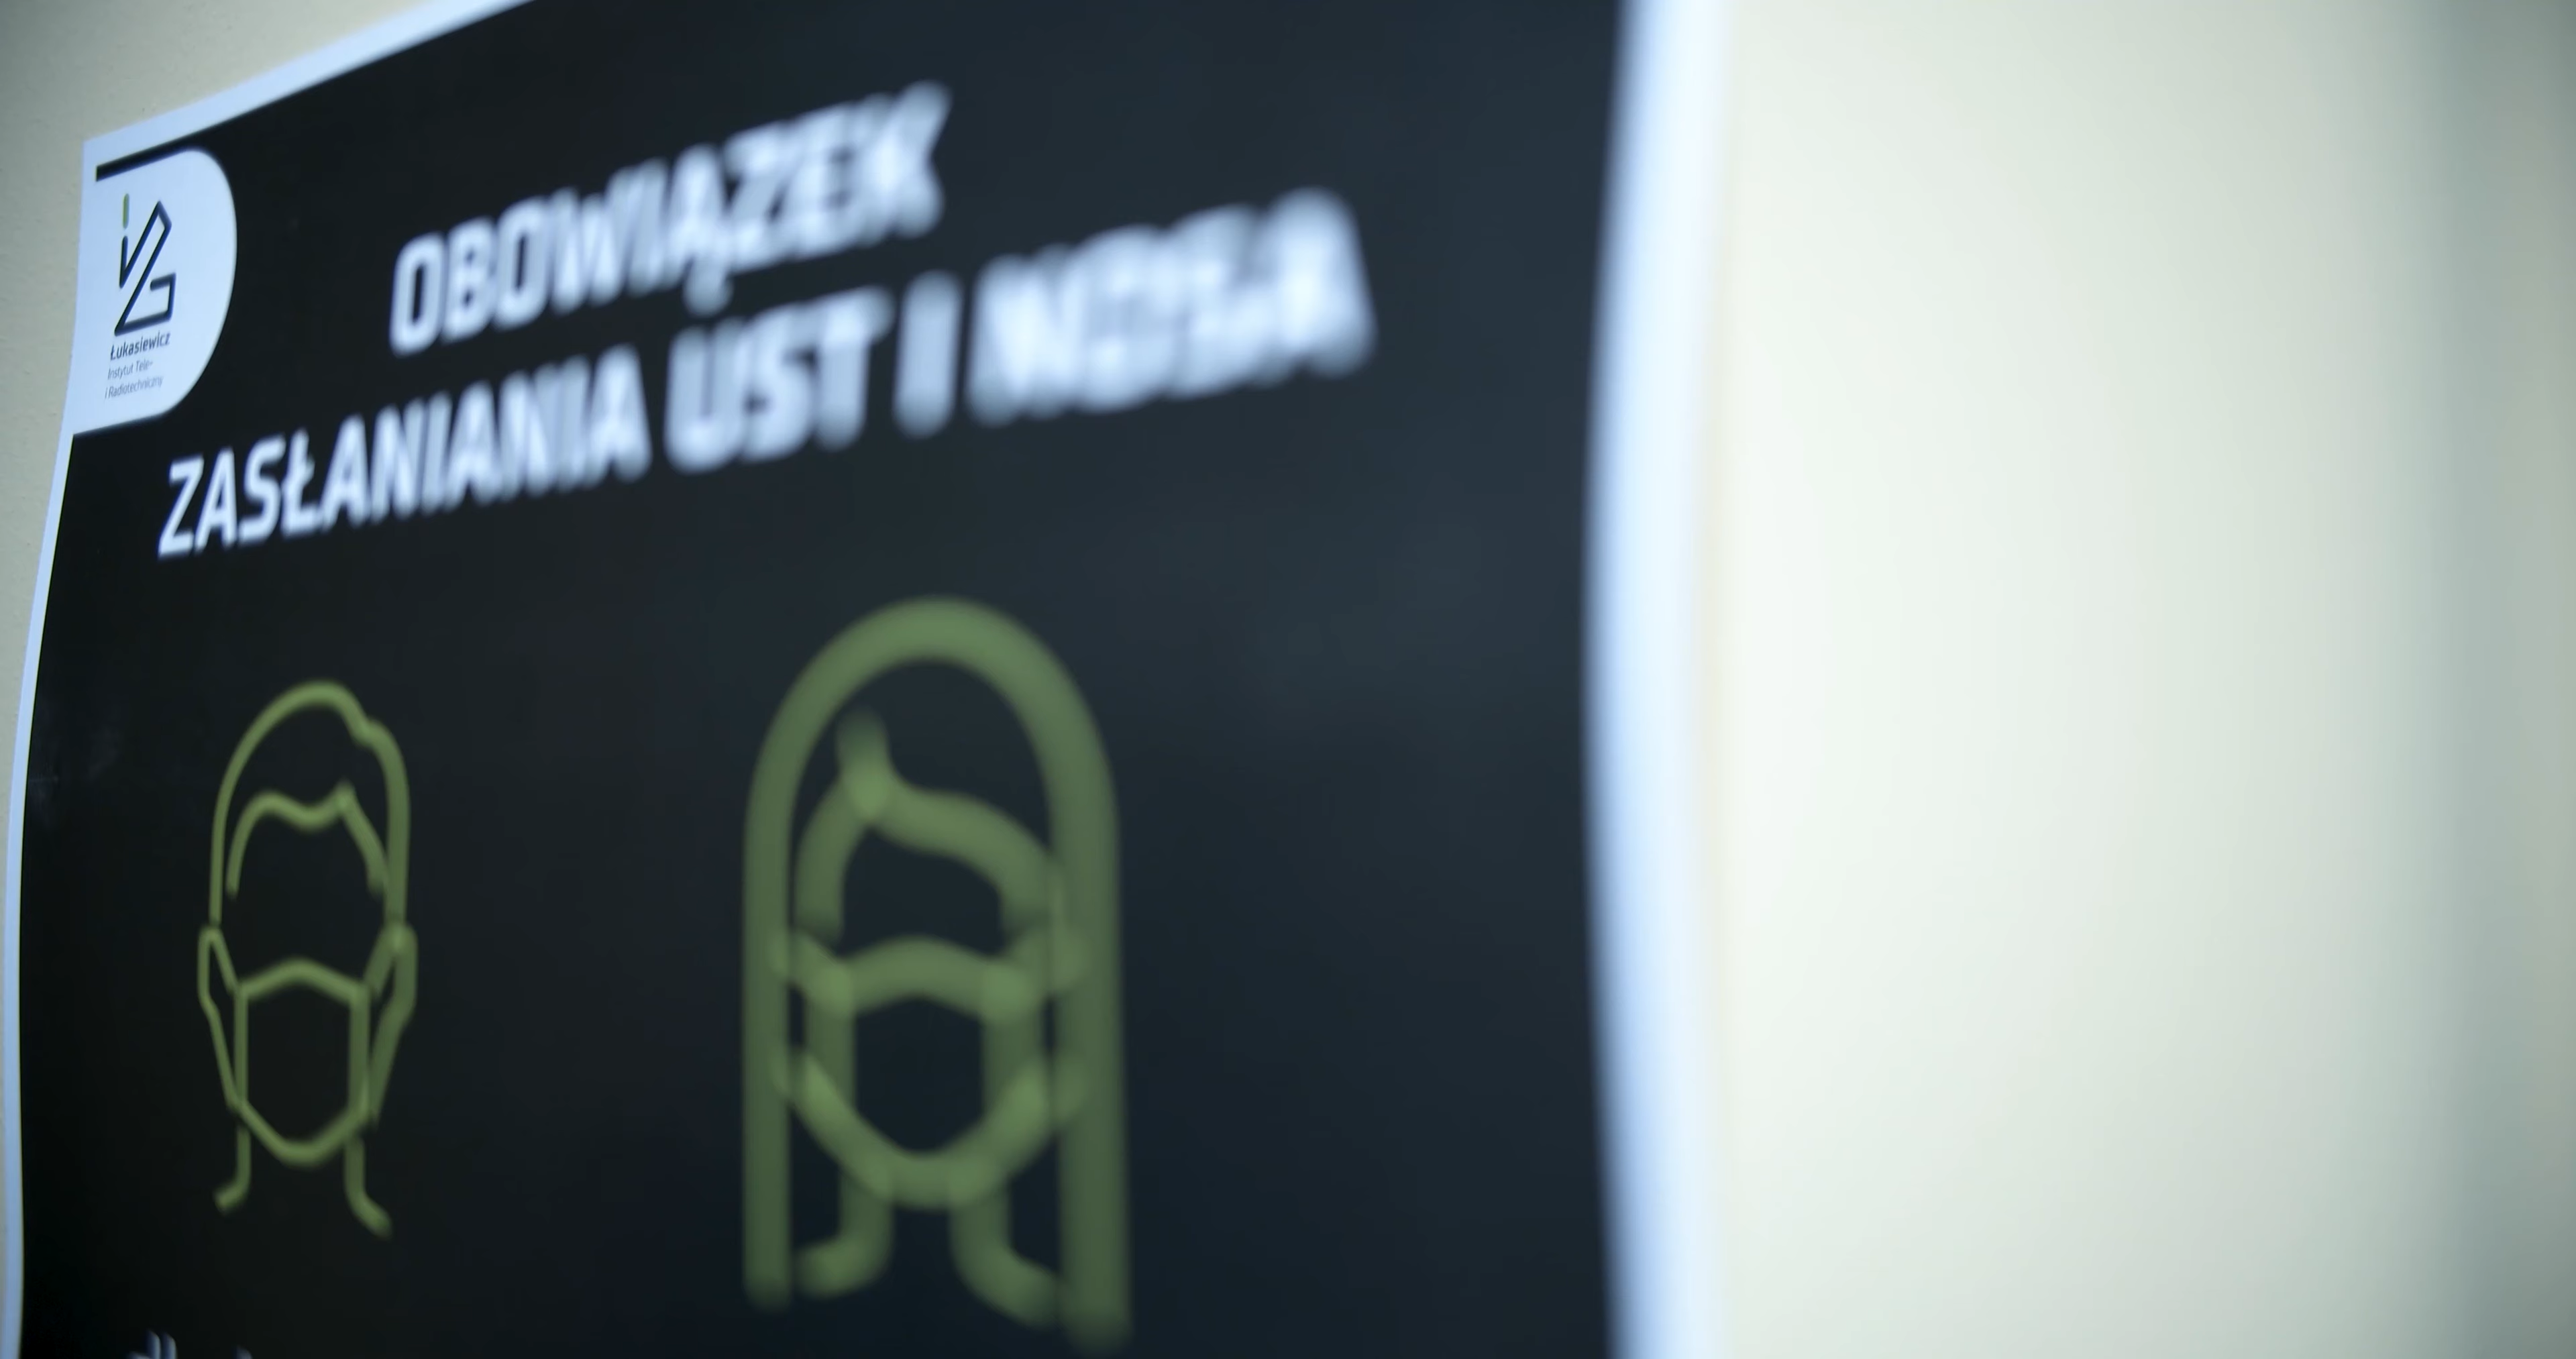 Łukasiewicz
Instytut Tele-
i Radiotechniczny
OBOWIĄZEK
ZASŁANIANIA UST I NOSA